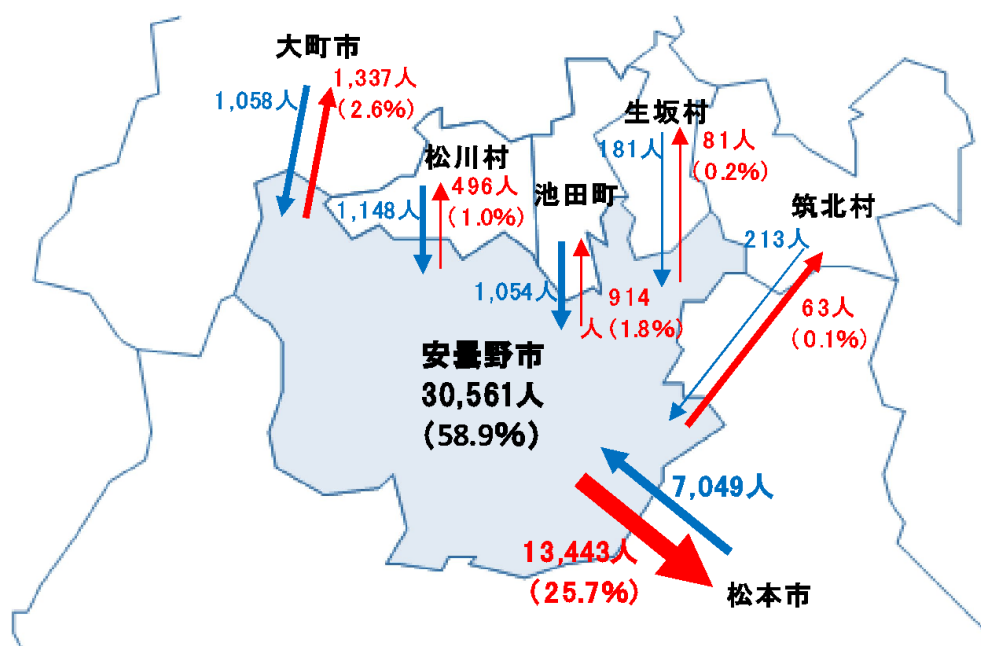 大町市
1,337人
(2.6%)
1,058人
松川村
496人
(1.0%)
1,148人
池田町
1,054人
914
人(1.8%)
生坂村
181人
81人
(0.2%)
筑北村
213人
63人
(0.1%)
安曇野市
30,561人
(58.9%)
7,049人
13,443人
(25.7%)
松本市